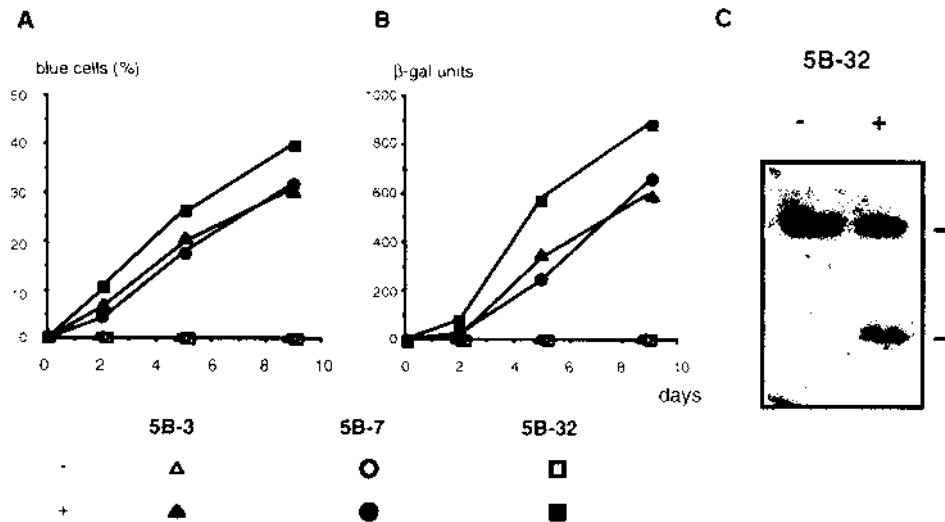 A
B
C
blue cells (%)
β-gal units
5B-32
- +
50
40
30
20
10
0
0 2 4 6 8 10
1000
800
600
400
200
0
0 2 4 6 8 10
days
5B-3 5B-7 5B-32
-
+